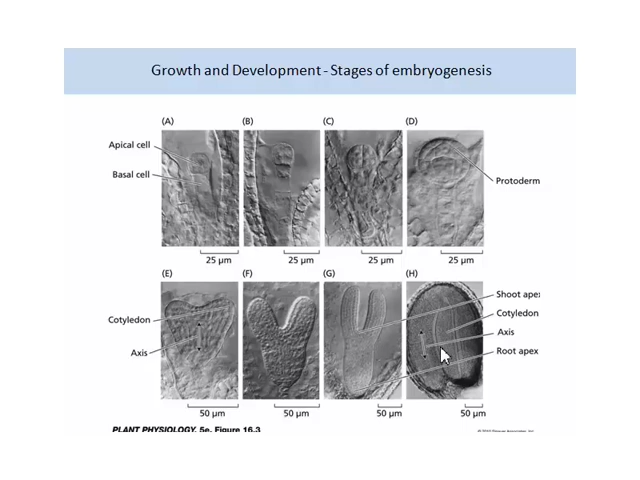 Growth and Development - Stages of embryogenesis
(A) (B) (C) (D)
Apical cell
Basal cell
Protoderm
25 µm 25 µm 25 µm 25 µm
(E) (F) (G) (H)
Shoot apex
Cotyledon
Cotyledon
Axis
Axis
Root apex
50 µm 50 µm 50 µm 50 µm
PLANT PHYSIOLOGY, 5e, Figure 16.3